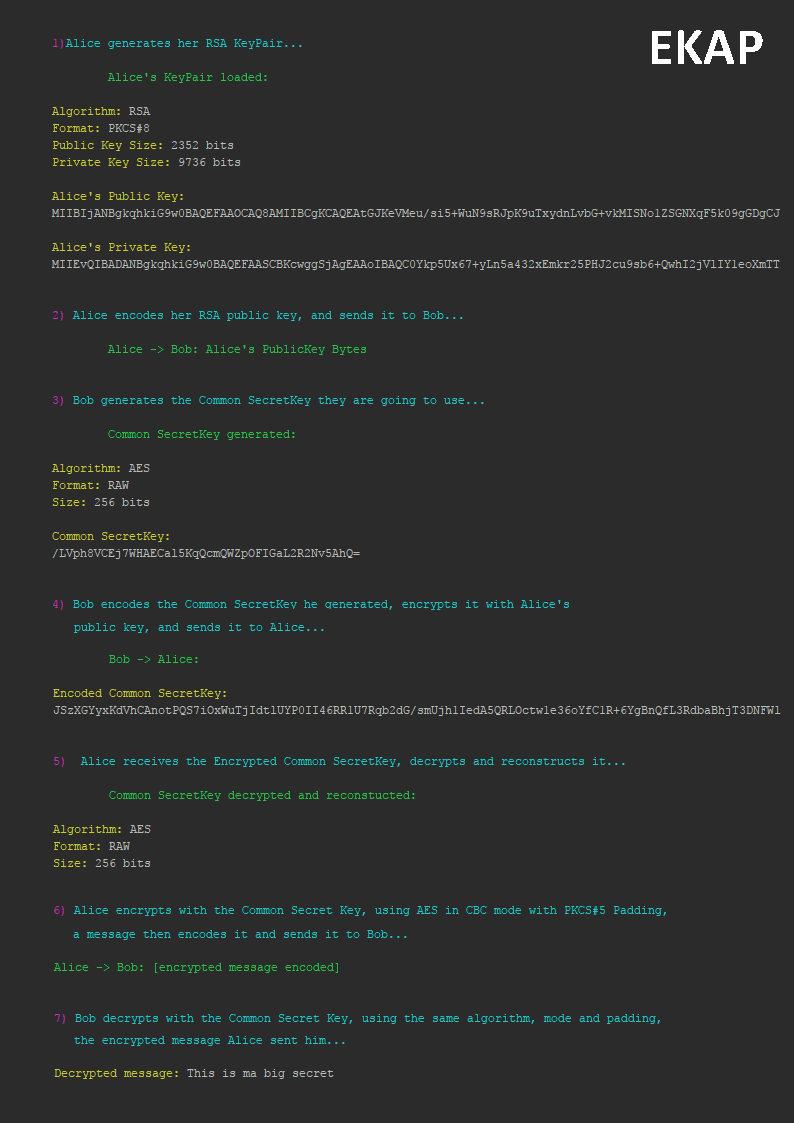 EKAP
1)Alice generates her RSA KeyPair...
Alice's KeyPair loaded:
Algorithm: RSA
Format: PKCS#8
Public Key Size: 2352 bits
Private Key Size: 9736 bits
Alice's Public Key:
MIIBIjANBgkqhkiG9w0BAQEFAAOCAQ8AMIIBCgKCAQEAtGJKeVMeu/si5+WuN9sRJpK9uTxydnLvbG+vkMISNolZSGNXqF5k09gGDgCJ
Alice's Private Key:
MIIEvQIBADANBgkqhkiG9w0BAQEFAASCBKcwggSjAgEAAoIBAQC0Ykp5Ux67+yLn5a432xEmkr25PHJ2cu9sb6+QwhI2jVlIY1eoXmTT
2) Alice encodes her RSA public key, and sends it to Bob...
Alice -> Bob: Alice's PublicKey Bytes
3) Bob generates the Common SecretKey they are going to use...
Common SecretKey generated:
Algorithm: AES
Format: RAW
Size: 256 bits
Common SecretKey:
/LVph8VCEj7WHAECal5KqQcmQWZpOFIGaL2R2Nv5AhQ=
4) Bob encodes the Common SecretKey he generated, encrypts it with Alice's
public key, and sends it to Alice...
Bob -> Alice:
Encoded Common SecretKey:
JSzXGYyxKdVhCAnotPQS7iOxWuTjIdtlUYP0II46RRlU7Rqb2dG/smUjhlIedA5QRLOctwle36oYfClR+6YgBnQfL3RdbaBhjT3DNFWl
5)  Alice receives the Encrypted Common SecretKey, decrypts and reconstructs it...
Common SecretKey decrypted and reconstucted:
Algorithm: AES
Format: RAW
Size: 256 bits
6) Alice encrypts with the Common Secret Key, using AES in CBC mode with PKCS#5 Padding,
a message then encodes it and sends it to Bob...
Alice -> Bob: [encrypted message encoded]
7) Bob decrypts with the Common Secret Key, using the same algorithm, mode and padding,
the encrypted message Alice sent him...
Decrypted message: This is ma big secret